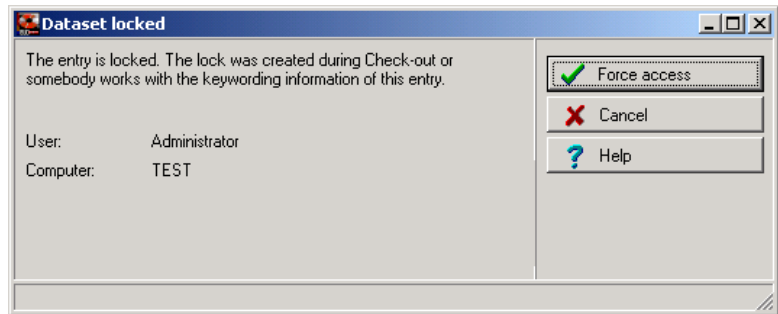 Dataset locked
The entry is locked. The lock was created during Check-out or
somebody works with the keywording information of this entry.
User: Administrator
Computer: TEST
Force access
Cancel
Help